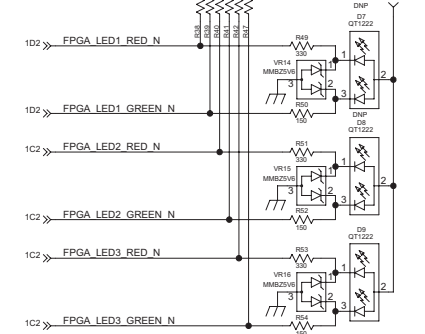 DNP
D7
QT1222
R38
R39
R40
R41
R42
R47
1D2 FPGA_LED1_RED_N
R49
330
1
VR14
MMBZ5V6
1
3
2
2
1D2 FPGA_LED1_GREEN_N
R50
150
3
DNP
D8
QT1222
1C2 FPGA_LED2_RED_N
R51
330
1
VR15
MMBZ5V6
1
3
2
2
1C2 FPGA_LED2_GREEN_N
R52
150
3
D9
QT1222
1C2 FPGA_LED3_RED_N
R53
330
1
VR16
MMBZ5V6
1
3
2
2
1C2 FPGA_LED3_GREEN_N
R54
150
3